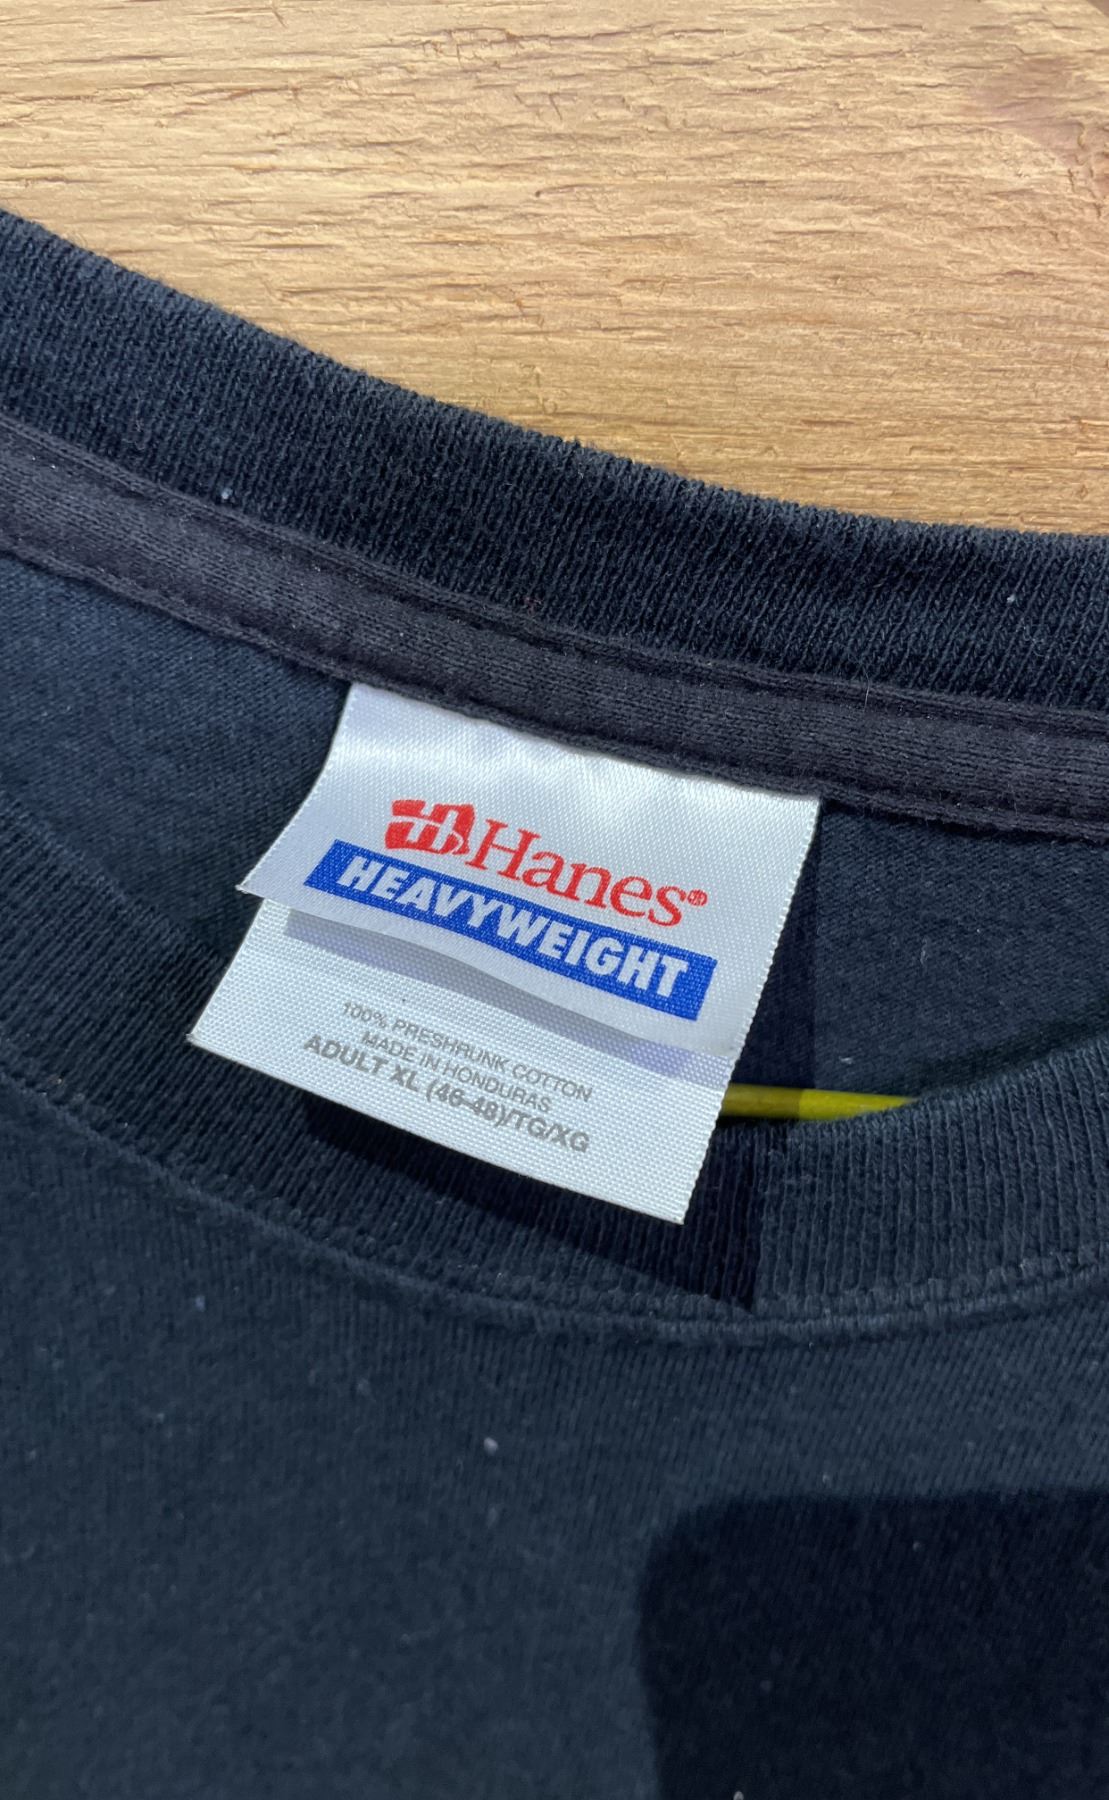 Hanes®
HEAVYWEIGHT
100% PRESHRUNK COTTON
MADE IN HONDURAS
ADULT XL (46-48)/TG/XG